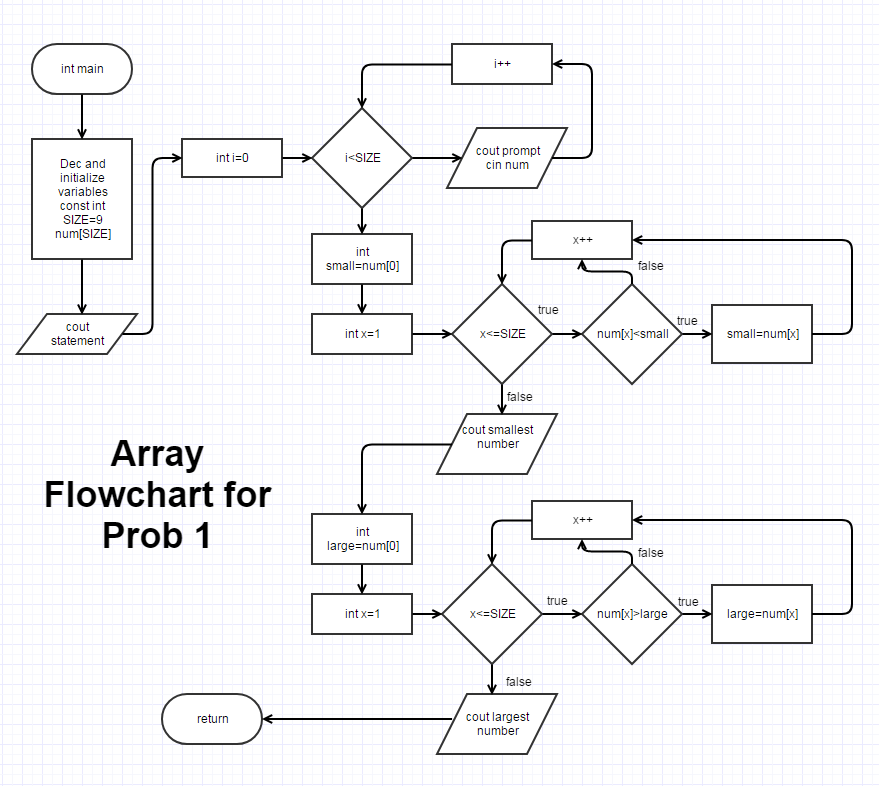 int main
Dec and
initialize
variables
const int
SIZE=9
num[SIZE]
cout
statement
int i=0
i<SIZE
i++
cout prompt
cin num
int
small=num[0]
int x=1
x<=SIZE
true
x++
false
num[x]<small
true
small=num[x]
false
cout smallest
number
Array
Flowchart for
Prob 1
int
large=num[0]
int x=1
x<=SIZE
true
x++
false
num[x]>large
true
large=num[x]
false
cout largest
number
return